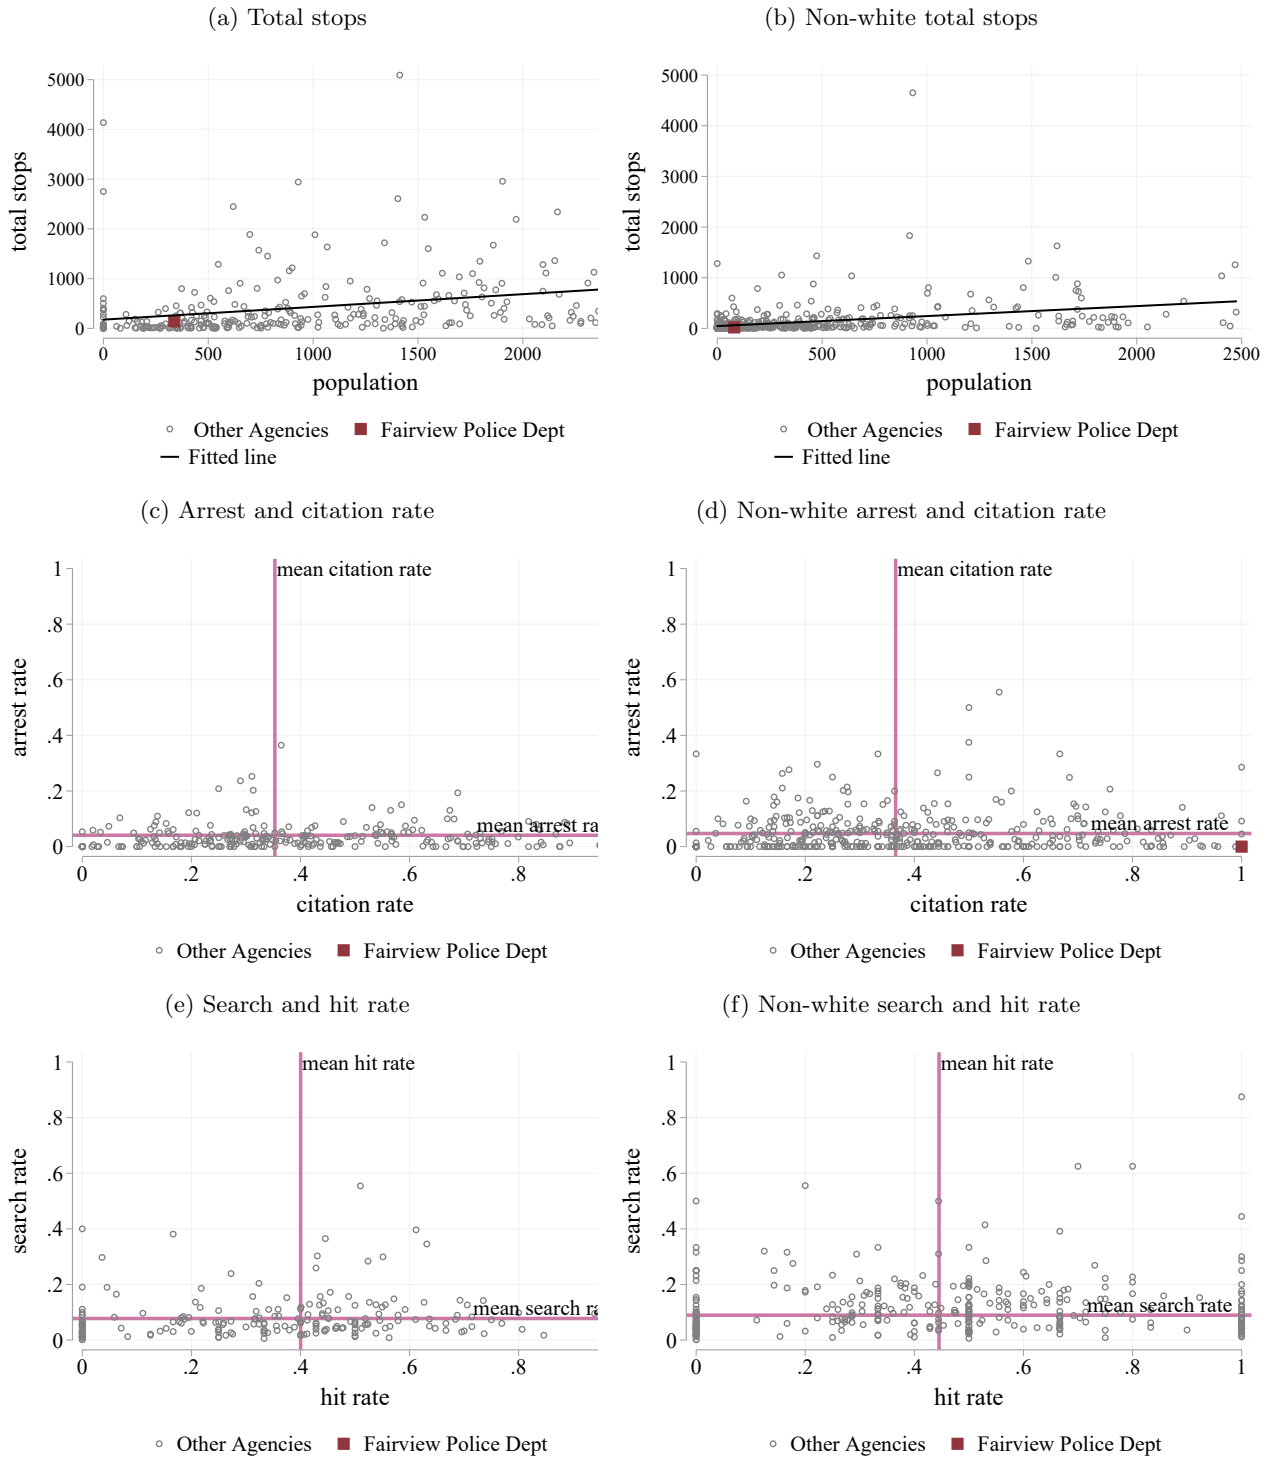 (a) Total stops
(b) Non-white total stops
total stops
5000
4000
3000
2000
1000
0
0 500 1000 1500 2000
population
Other Agencies Fairview Police Dept
Fitted line
total stops
5000
4000
3000
2000
1000
0
0 500 1000 1500 2000 2500
population
Other Agencies Fairview Police Dept
Fitted line
(c) Arrest and citation rate
(d) Non-white arrest and citation rate
arrest rate
1
.8
.6
.4
.2
0
mean citation rate
mean arrest ra
0 .2 .4 .6 .8
citation rate
Other Agencies Fairview Police Dept
arrest rate
1
.8
.6
.4
.2
0
mean citation rate
mean arrest rate
0 .2 .4 .6 .8 1
citation rate
Other Agencies Fairview Police Dept
(e) Search and hit rate
(f) Non-white search and hit rate
search rate
1
.8
.6
.4
.2
0
mean hit rate
mean search ra
0 .2 .4 .6 .8
hit rate
Other Agencies Fairview Police Dept
search rate
1
.8
.6
.4
.2
0
mean hit rate
mean search rate
0 .2 .4 .6 .8 1
hit rate
Other Agencies Fairview Police Dept